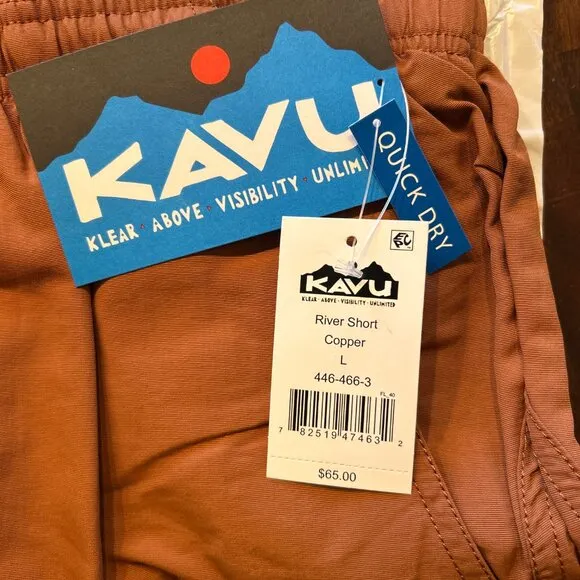 KAVU
KLEAR · ABOVE · VISIBILITY · UNLIMI
QUICK DRY
KAVU
KLEAR · ABOVE · VISIBILITY · UNLIMITED
River Short
Copper
L
446-466-3
FL_40
7 82519 47463 2
$65.00